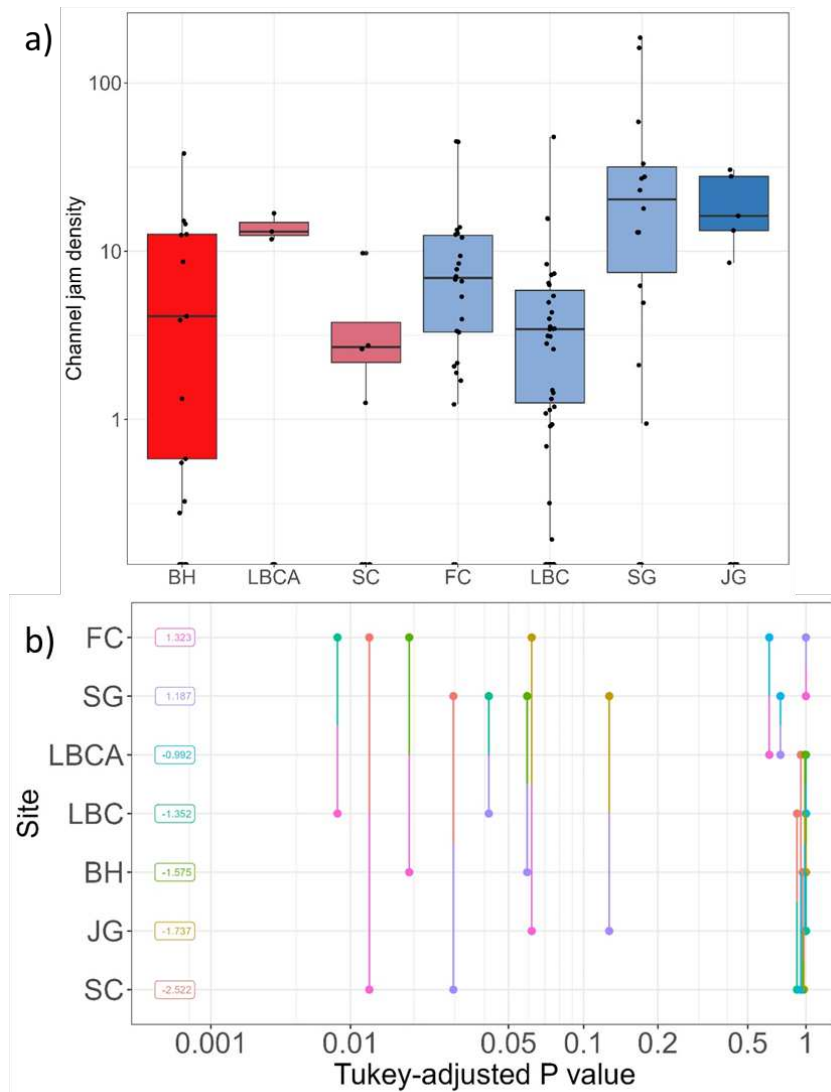 a)
Channel jam density
100
10
1
BH LBCA SC FC LBC SG JG
b)
Site
FC 1.323
SG 1.187
LBCA -0.992
LBC -1.352
BH -1.575
JG -1.737
SC -2.522
0.001 0.01 0.05 0.1 0.2 0.5 1
Tukey-adjusted P value